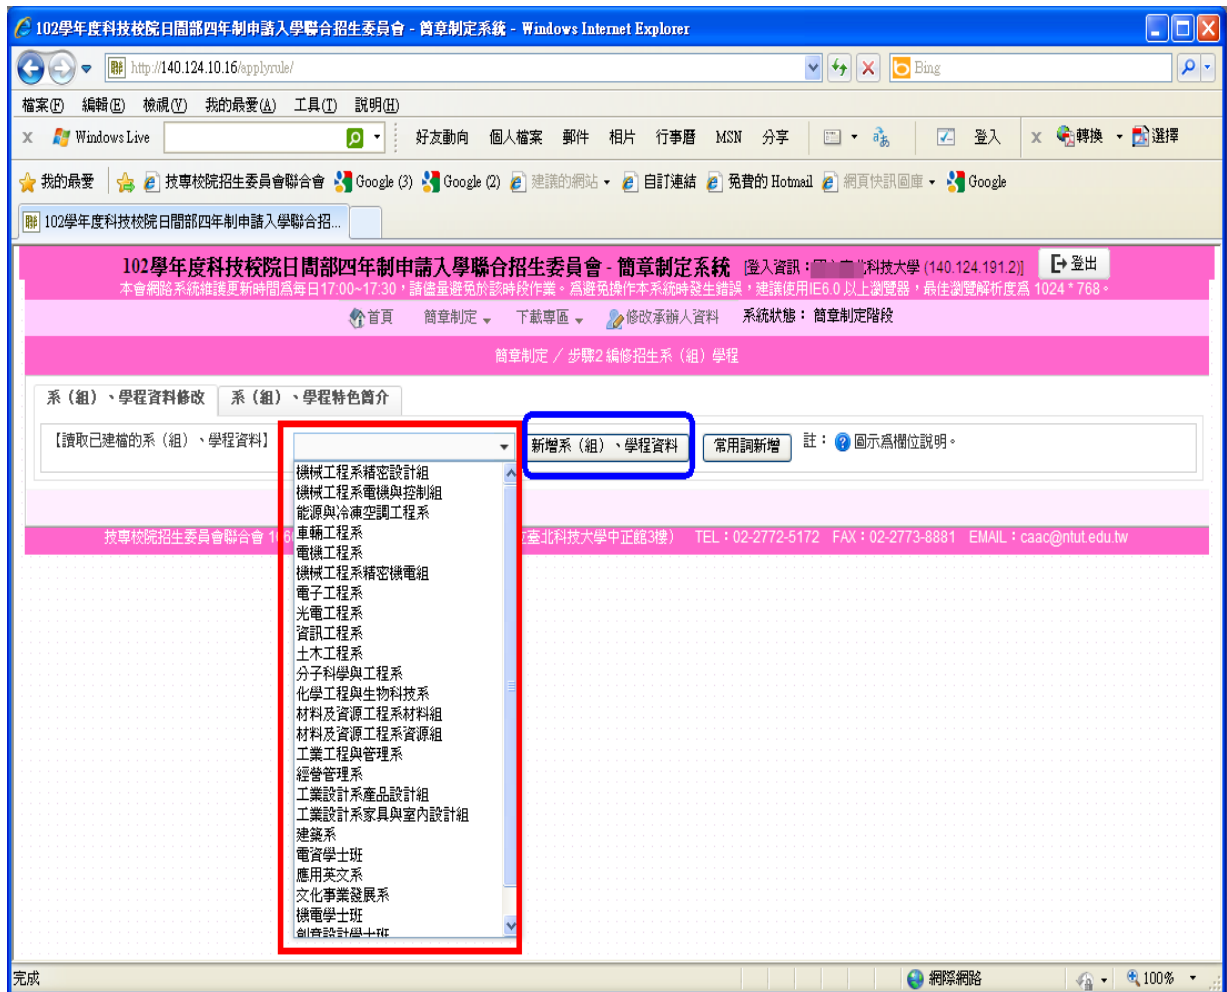 102學年度科技校院日間部四年制申請入學聯合招生委員會 - 簡章制定系統 - Windows Internet Explorer
http://140.124.10.16/applyrule/
Bing
檔案(F) 編輯(E) 檢視(V) 我的最愛(A) 工具(T) 說明(H)
x Windows Live 好友動向 個人檔案 郵件 相片 行事曆 MSN 分享 登入 x 轉換 選擇
我的最愛 技專校院招生委員會聯合會 Google (3) Google (2) 建議的網站 自訂連結 免費的 Hotmail 網頁快訊圖庫 Google
102學年度科技校院日間部四年制申請入學聯合招...
102學年度科技校院日間部四年制申請入學聯合招生委員會 - 簡章制定系統 [登入資訊：科技大學 (140.124.191.2)] 登出
本會網路系統維護更新時間為每日17:00~17:30，請儘量避免於該時段作業。為避免操作本系統時發生錯誤，建議使用IE6.0 以上瀏覽器，最佳瀏覽解析度為 1024 * 768。
首頁 簡章制定 下載專區 修改承辦人資料 系統狀態： 簡章制定階段
簡章制定 / 步驟2 編修招生系（組）學程
系（組）、學程資料修改 系（組）、學程特色簡介
【讀取已建檔的系（組）、學程資料】 新增系（組）、學程資料 常用詞新增 註： ? 圖示為欄位說明。
機械工程系精密設計組
機械工程系電機與控制組
能源與冷凍空調工程系
車輛工程系
電機工程系
機械工程系精密機電組
電子工程系
光電工程系
資訊工程系
土木工程系
分子科學與工程系
化學工程與生物科技系
材料及資源工程系材料組
材料及資源工程系資源組
工業工程與管理系
經營管理系
工業設計系產品設計組
工業設計系家具與室內設計組
建築系
電資學士班
應用英文系
文化事業發展系
機電學士班
創意設計學士班
技專校院招生委員會聯合會 臺北科技大學中正館3樓） TEL：02-2772-5172 FAX：02-2773-8881 EMAIL：caac@ntut.edu.tw
完成 網際網路 100%